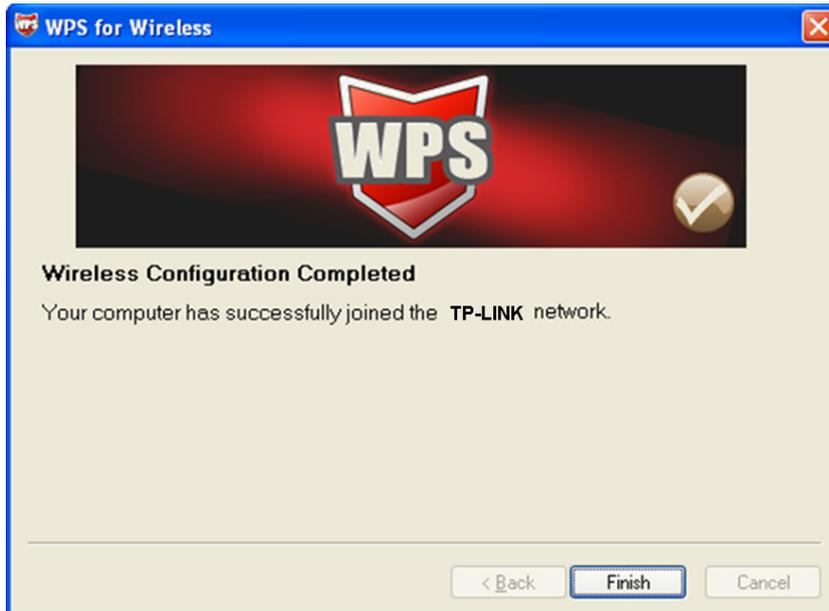 WPS for Wireless
WPS
Wireless Configuration Completed
Your computer has successfully joined the TP-LINK network.
< Back
Finish
Cancel